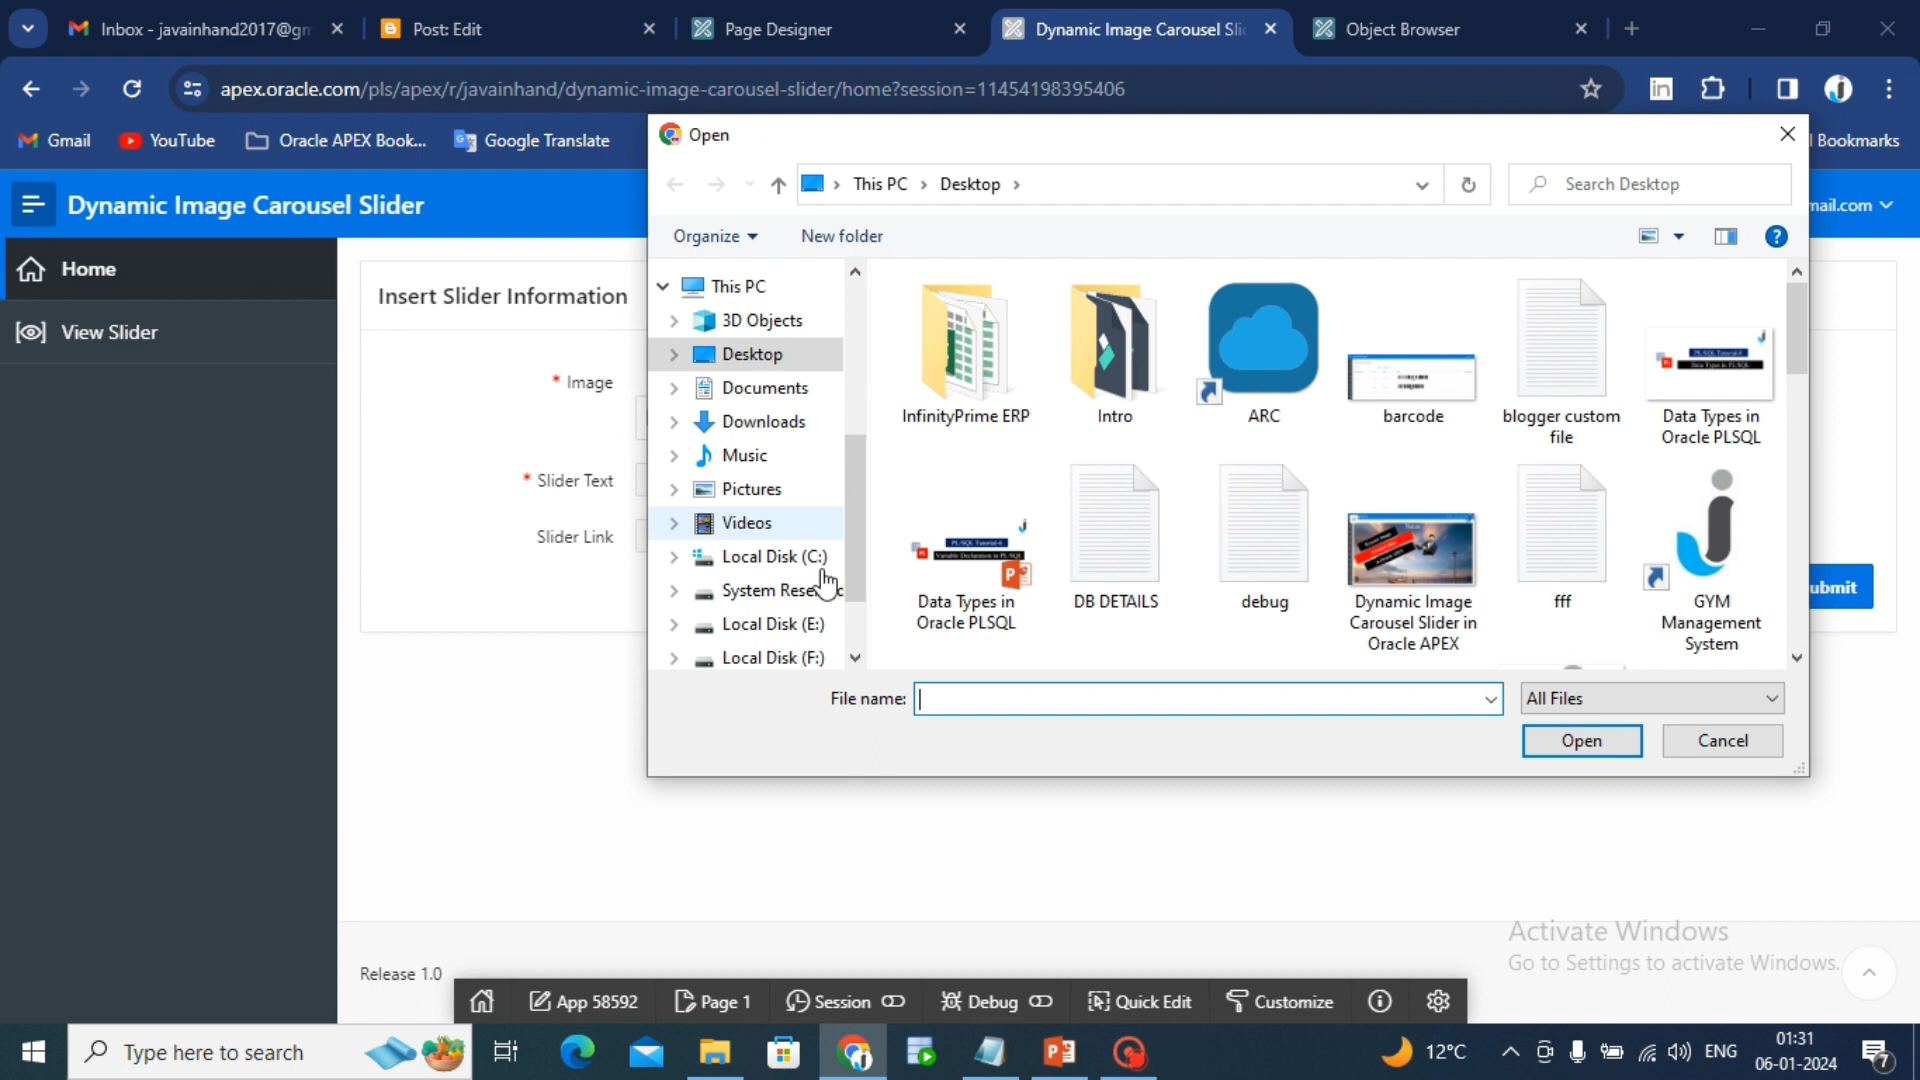 Inbox - javainhand2017@gm
Post: Edit
Page Designer
Dynamic Image Carousel Sli
Object Browser
apex.oracle.com/pls/apex/r/javainhand/dynamic-image-carousel-slider/home?session=11454198395406
Gmail
YouTube
Oracle APEX Book...
Google Translate
Bookmarks
Dynamic Image Carousel Slider
mail.com
Home
View Slider
Insert Slider Information
* Image
* Slider Text
Slider Link
ubmit
Open
This PC
Desktop
Search Desktop
Organize
New folder
This PC
3D Objects
Desktop
Documents
Downloads
Music
Pictures
Videos
Local Disk (C:)
System Rese
Local Disk (E:)
Local Disk (F:)
InfinityPrime ERP
Intro
ARC
barcode
blogger custom
file
Data Types in
Oracle PLSQL
Data Types in
Oracle PLSQL
DB DETAILS
debug
Dynamic Image
Carousel Slider in
Oracle APEX
fff
GYM
Management
System
File name:
All Files
Open
Cancel
Activate Windows
Go to Settings to activate Windows.
Release 1.0
App 58592
Page 1
Session
Debug
Quick Edit
Customize
Type here to search
12°C
ENG
01:31
06-01-2024
7